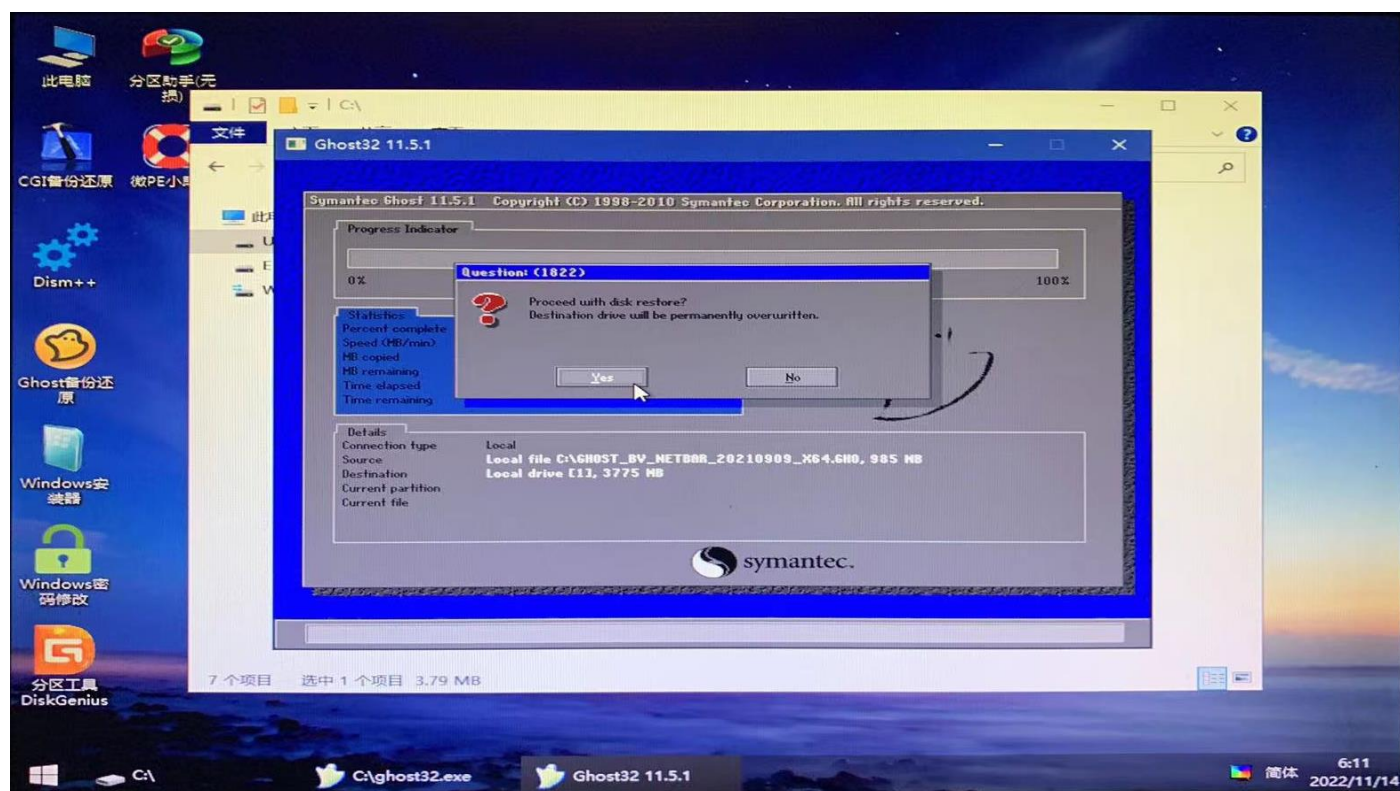 此电脑
分区助手(无
损)
CGI备份还原
Dism++
Ghost备份还
原
Windows安
装器
Windows密
码修改
分区工具
DiskGenius
C:\
文件
Ghost32 11.5.1
Symantec Ghost 11.5.1 Copyright (C) 1998-2010 Symantec Corporation. All rights reserved.
Progress Indicator
0%
100%
Question: (1822)
Proceed with disk restore?
Destination drive will be permanently overwritten.
Yes
No
Statistics
Percent complete
Speed (MB/min)
MB copied
MB remaining
Time elapsed
Time remaining
Details
Connection type Local
Source Local file C:\GHOST_BV_NETBAR_20210909_X64.GHO, 985 MB
Destination Local drive [1], 3775 MB
Current partition
Current file
symantec.
7 个项目 选中 1 个项目 3.79 MB
C:\
C:\ghost32.exe
Ghost32 11.5.1
简体
6:11
2022/11/14